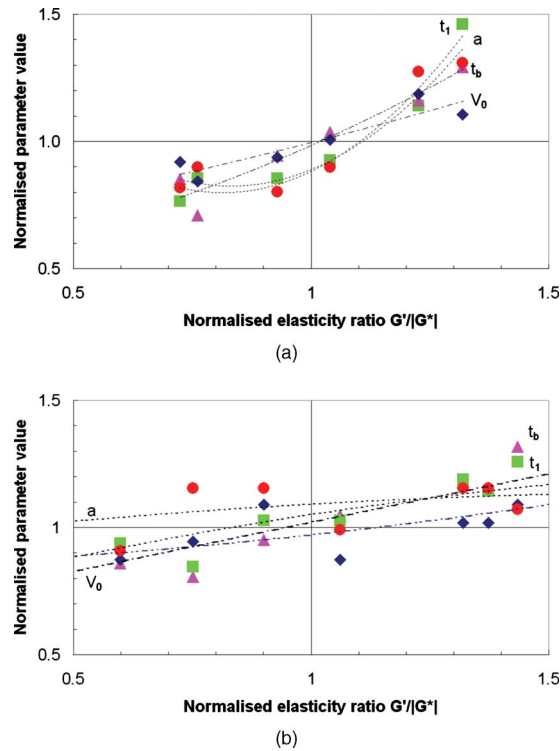 1.5
t1
a
tb
V0
1.0
0.5
0.5
1
1.5
Normalised parameter value
Normalised elasticity ratio G'/|G*|
(a)
1.5
tb
t1
a
1
V0
0.5
0.5
1
1.5
Normalised parameter value
Normalised elasticity ratio G'/|G*|
(b)